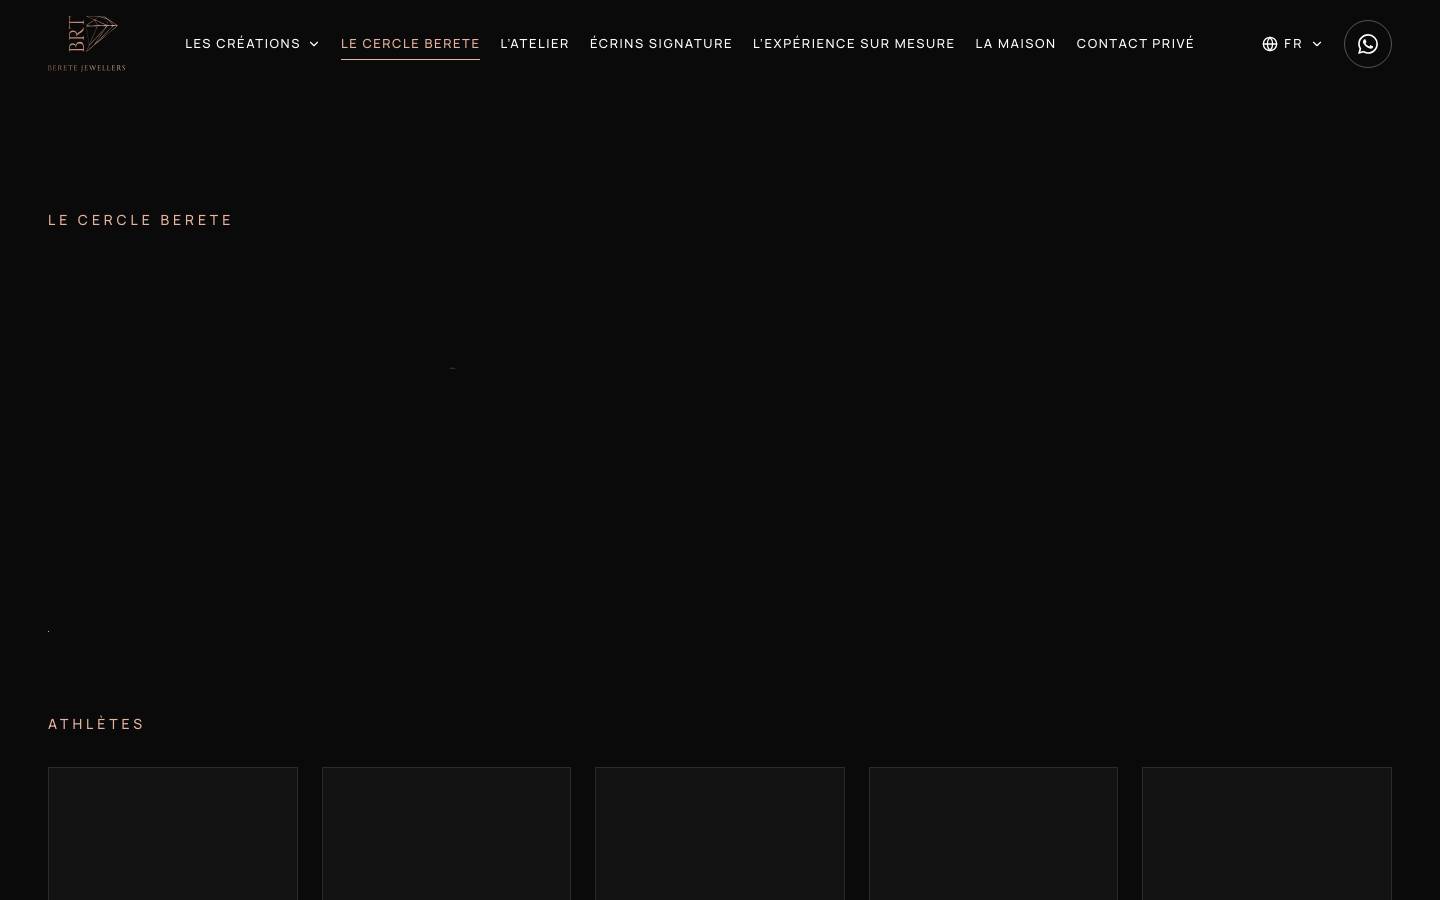 BRT
BERETE JEWELLERS
LES CRÉATIONS
LE CERCLE BERETE
L'ATELIER
ÉCRINS SIGNATURE
L'EXPÉRIENCE SUR MESURE
LA MAISON
CONTACT PRIVÉ
FR
LE CERCLE BERETE
ATHLÈTES